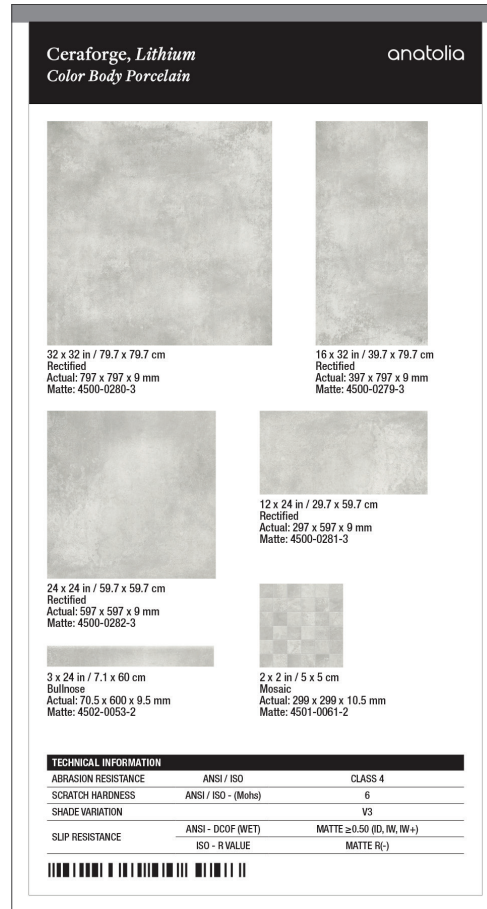 Ceraforge, Lithium
Color Body Porcelain
anatolia
32 x 32 in / 79.7 x 79.7 cm
Rectified
Actual: 797 x 797 x 9 mm
Matte: 4500-0280-3
16 x 32 in / 39.7 x 79.7 cm
Rectified
Actual: 397 x 797 x 9 mm
Matte: 4500-0279-3
12 x 24 in / 29.7 x 59.7 cm
Rectified
Actual: 297 x 597 x 9 mm
Matte: 4500-0281-3
24 x 24 in / 59.7 x 59.7 cm
Rectified
Actual: 597 x 597 x 9 mm
Matte: 4500-0282-3
3 x 24 in / 7.1 x 60 cm
Bullnose
Actual: 70.5 x 600 x 9.5 mm
Matte: 4502-0053-2
2 x 2 in / 5 x 5 cm
Mosaic
Actual: 299 x 299 x 10.5 mm
Matte: 4501-0061-2
TECHNICAL INFORMATION
ABRASION RESISTANCE ANSI / ISO CLASS 4
SCRATCH HARDNESS ANSI / ISO - (Mohs) 6
SHADE VARIATION V3
SLIP RESISTANCE ANSI - DCOF (WET) MATTE ≥0.50 (ID, IW, IW+)
ISO - R VALUE MATTE R(-)